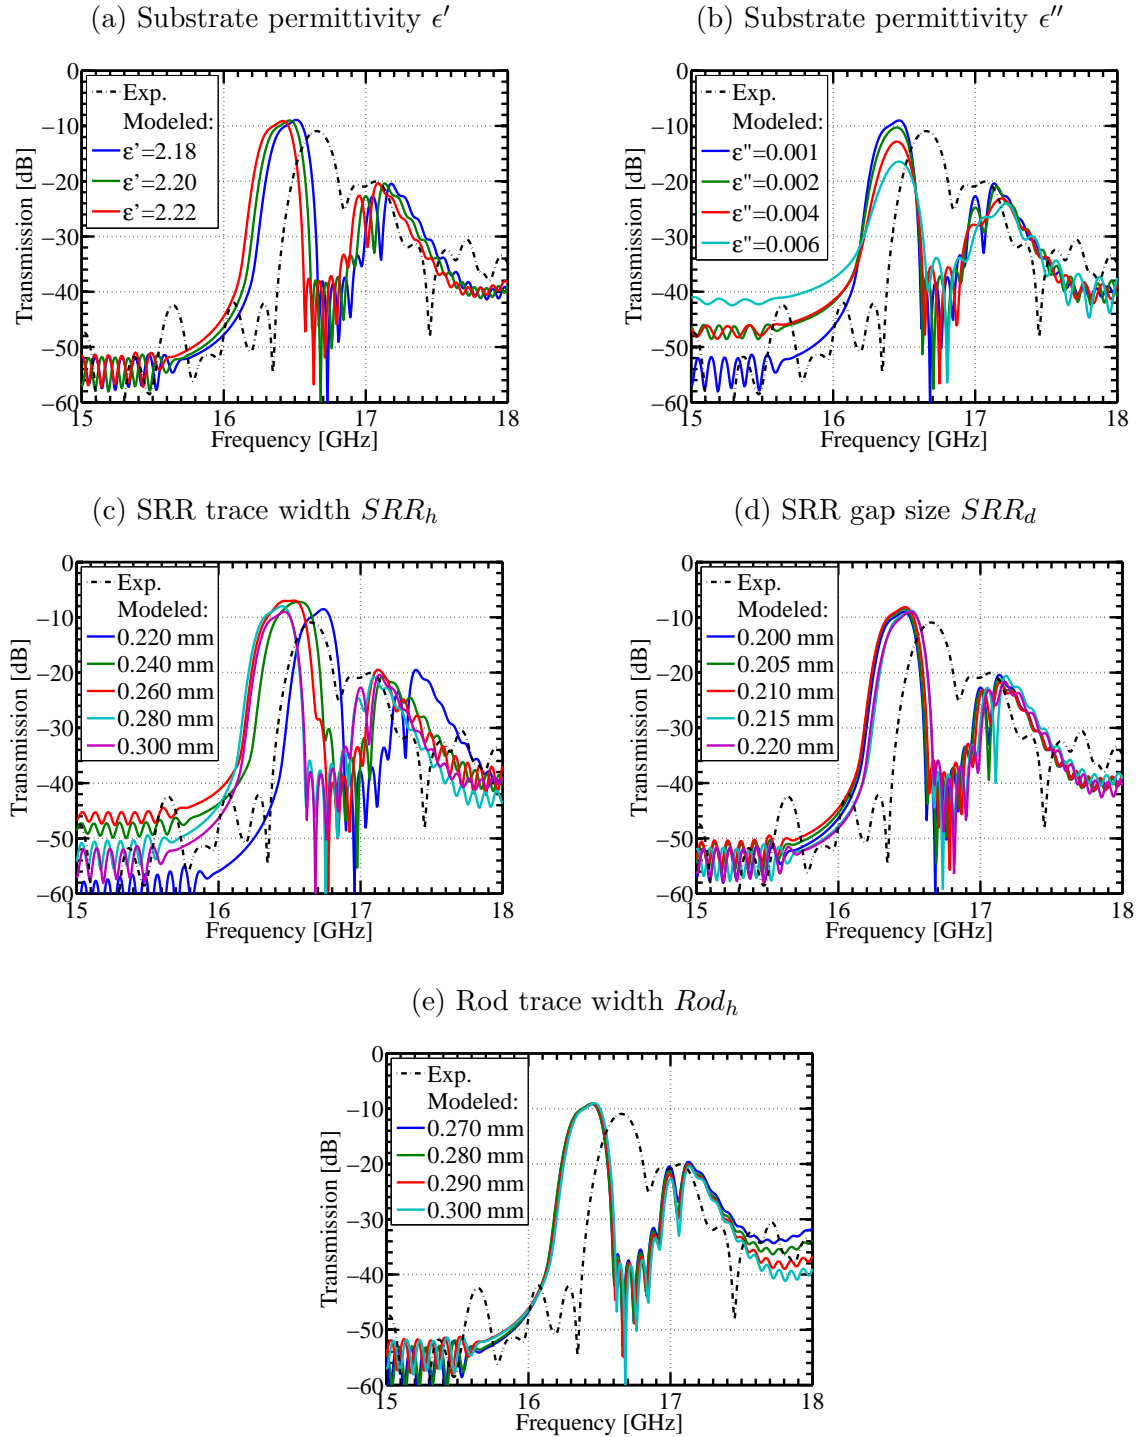 (a) Substrate permittivity ϵ′
Transmission [dB]
0
−10
−20
−30
−40
−50
−60
Exp.
Modeled:
ε'=2.18
ε'=2.20
ε'=2.22
15 16 17 18
Frequency [GHz]
(b) Substrate permittivity ϵ′′
Transmission [dB]
0
−10
−20
−30
−40
−50
−60
Exp.
Modeled:
ε"=0.001
ε"=0.002
ε"=0.004
ε"=0.006
15 16 17 18
Frequency [GHz]
(c) SRR trace width SRR_h
Transmission [dB]
0
−10
−20
−30
−40
−50
−60
Exp.
Modeled:
0.220 mm
0.240 mm
0.260 mm
0.280 mm
0.300 mm
15 16 17 18
Frequency [GHz]
(d) SRR gap size SRR_d
Transmission [dB]
0
−10
−20
−30
−40
−50
−60
Exp.
Modeled:
0.200 mm
0.205 mm
0.210 mm
0.215 mm
0.220 mm
15 16 17 18
Frequency [GHz]
(e) Rod trace width Rod_h
Transmission [dB]
0
−10
−20
−30
−40
−50
−60
Exp.
Modeled:
0.270 mm
0.280 mm
0.290 mm
0.300 mm
15 16 17 18
Frequency [GHz]